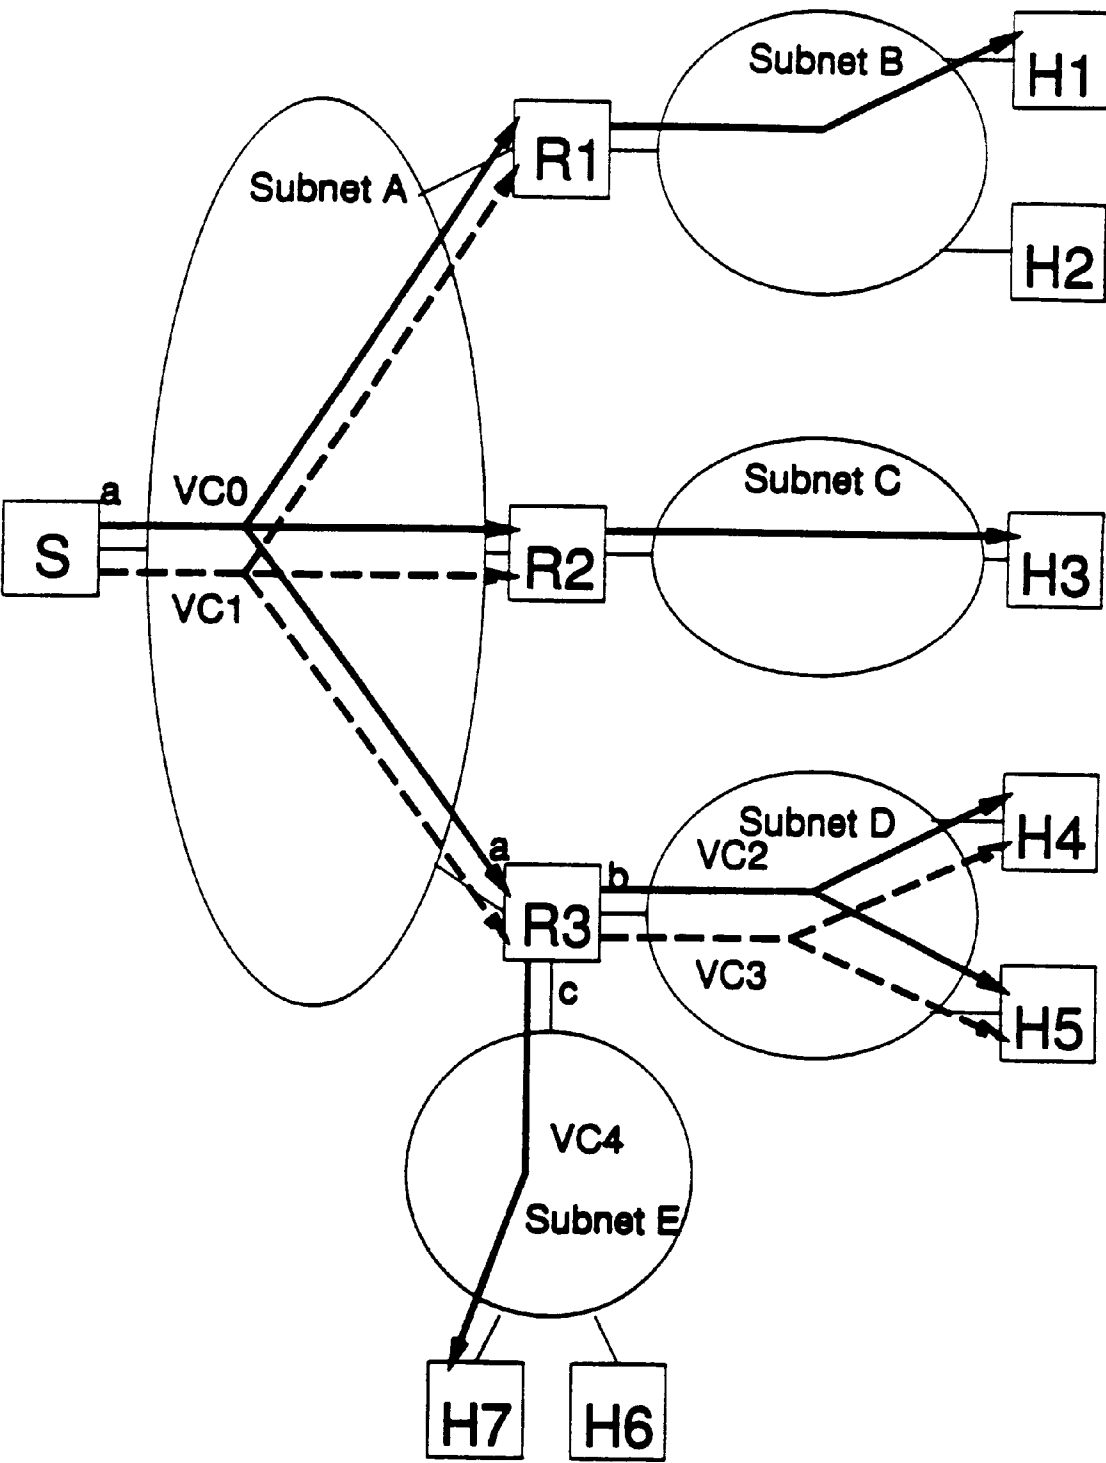 Subnet B
H1
R1
Subnet A
H2
a
VC0
Subnet C
S
R2
H3
VC1
Subnet D
H4
a
VC2
b
R3
VC3
H5
c
VC4
Subnet E
H7
H6